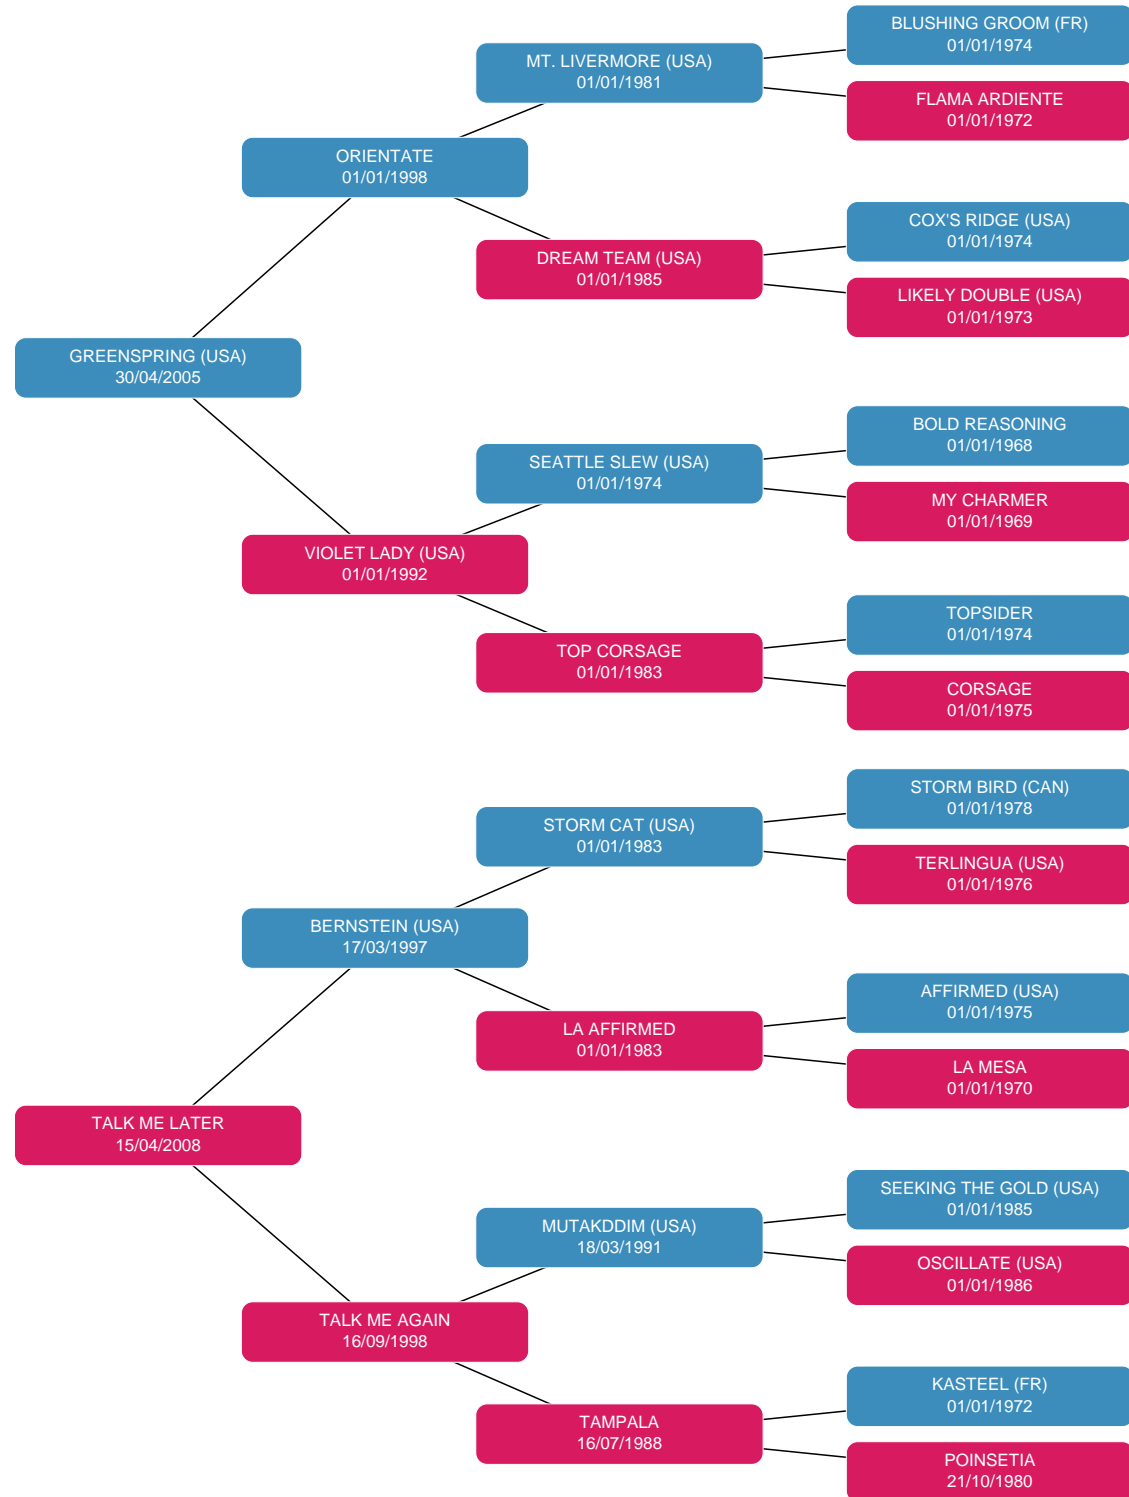 BLUSHING GROOM (FR)
01/01/1974
MT. LIVERMORE (USA)
01/01/1981
FLAMA ARDIENTE
01/01/1972
ORIENTATE
01/01/1998
COX'S RIDGE (USA)
01/01/1974
DREAM TEAM (USA)
01/01/1985
LIKELY DOUBLE (USA)
01/01/1973
GREENSPRING (USA)
30/04/2005
BOLD REASONING
01/01/1968
SEATTLE SLEW (USA)
01/01/1974
MY CHARMER
01/01/1969
VIOLET LADY (USA)
01/01/1992
TOPSIDER
01/01/1974
TOP CORSAGE
01/01/1983
CORSAGE
01/01/1975
STORM BIRD (CAN)
01/01/1978
STORM CAT (USA)
01/01/1983
TERLINGUA (USA)
01/01/1976
BERNSTEIN (USA)
17/03/1997
AFFIRMED (USA)
01/01/1975
LA AFFIRMED
01/01/1983
LA MESA
01/01/1970
TALK ME LATER
15/04/2008
SEEKING THE GOLD (USA)
01/01/1985
MUTAKDDIM (USA)
18/03/1991
OSCILLATE (USA)
01/01/1986
TALK ME AGAIN
16/09/1998
KASTEEL (FR)
01/01/1972
TAMPALA
16/07/1988
POINSETIA
21/10/1980